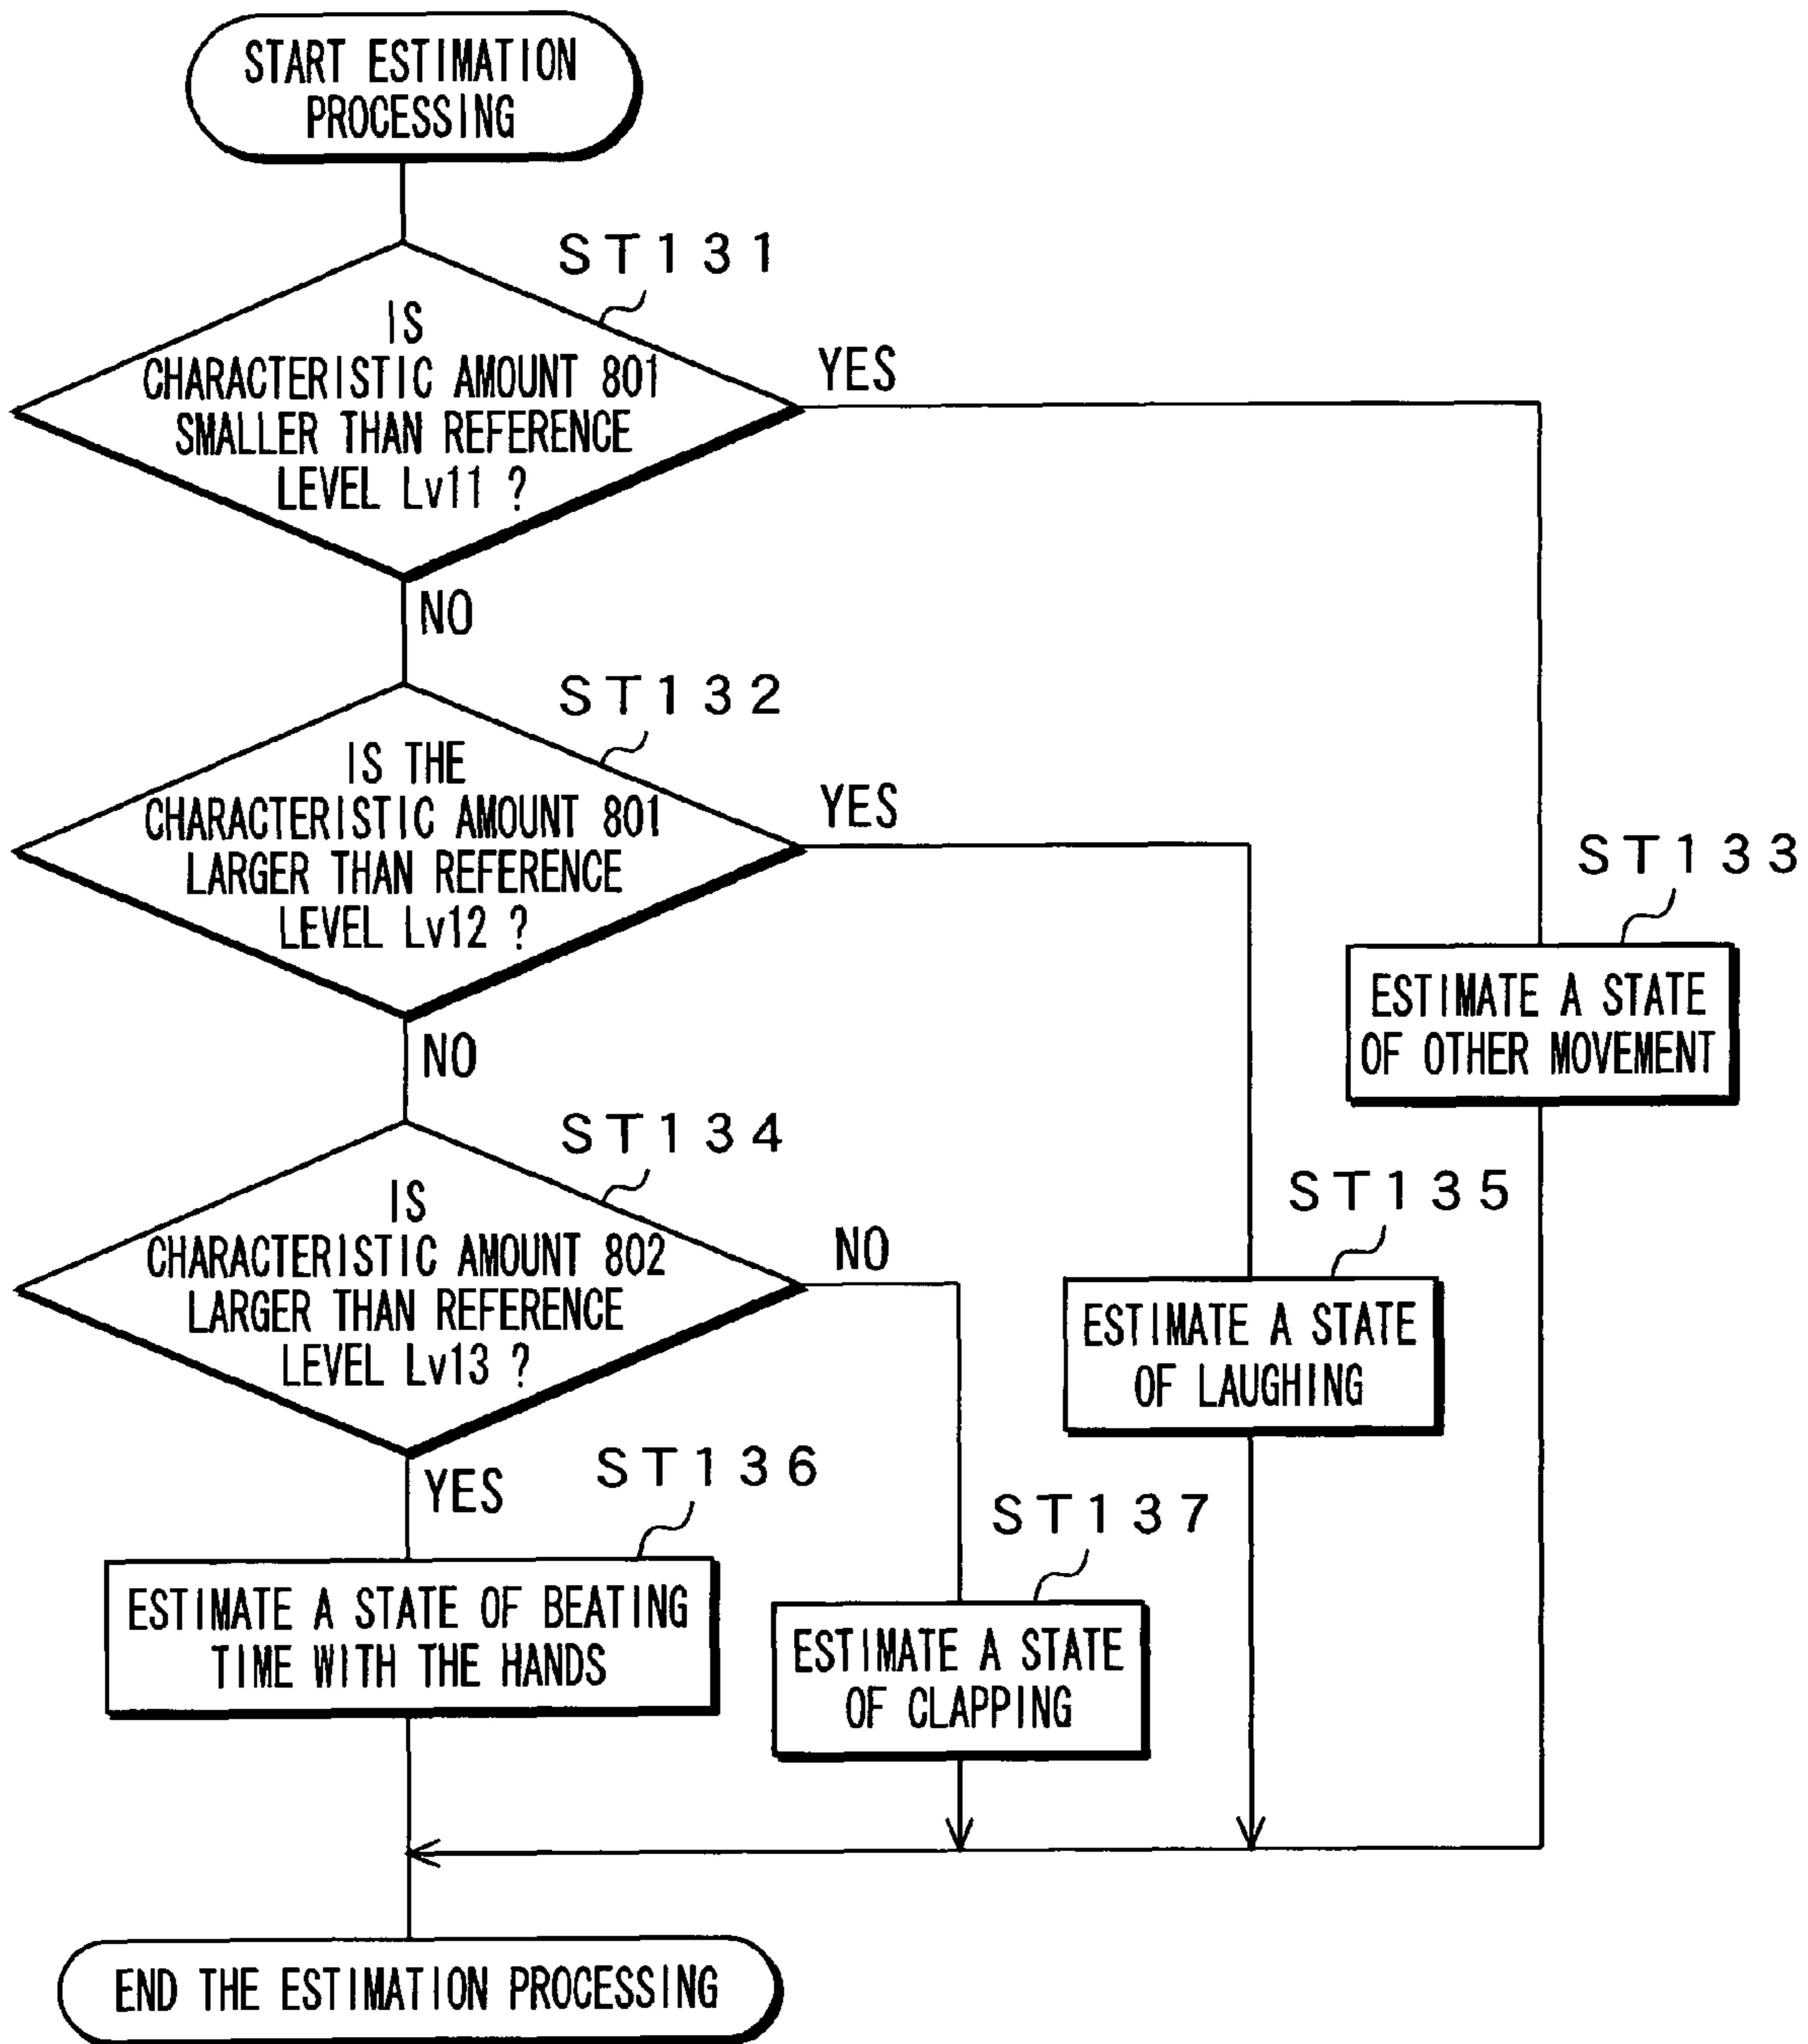 START ESTIMATION
PROCESSING
ST131
IS
CHARACTERISTIC AMOUNT 801
SMALLER THAN REFERENCE
LEVEL Lv11 ?
YES
NO
ST132
IS THE
CHARACTERISTIC AMOUNT 801
LARGER THAN REFERENCE
LEVEL Lv12 ?
YES
NO
ST133
ESTIMATE A STATE
OF OTHER MOVEMENT
ST134
IS
CHARACTERISTIC AMOUNT 802
LARGER THAN REFERENCE
LEVEL Lv13 ?
NO
YES
ST135
ESTIMATE A STATE
OF LAUGHING
ST136
ESTIMATE A STATE OF BEATING
TIME WITH THE HANDS
ST137
ESTIMATE A STATE
OF CLAPPING
END THE ESTIMATION PROCESSING